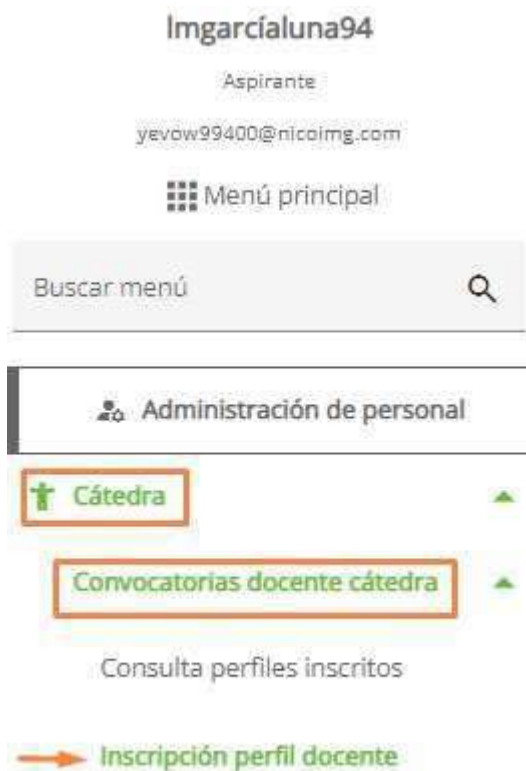 lmgarcíaluna94
Aspirante
yevow99400@nicoimg.com
Menú principal
Buscar menú
Administración de personal
Cátedra
Convocatorias docente cátedra
Consulta perfiles inscritos
Inscripción perfil docente